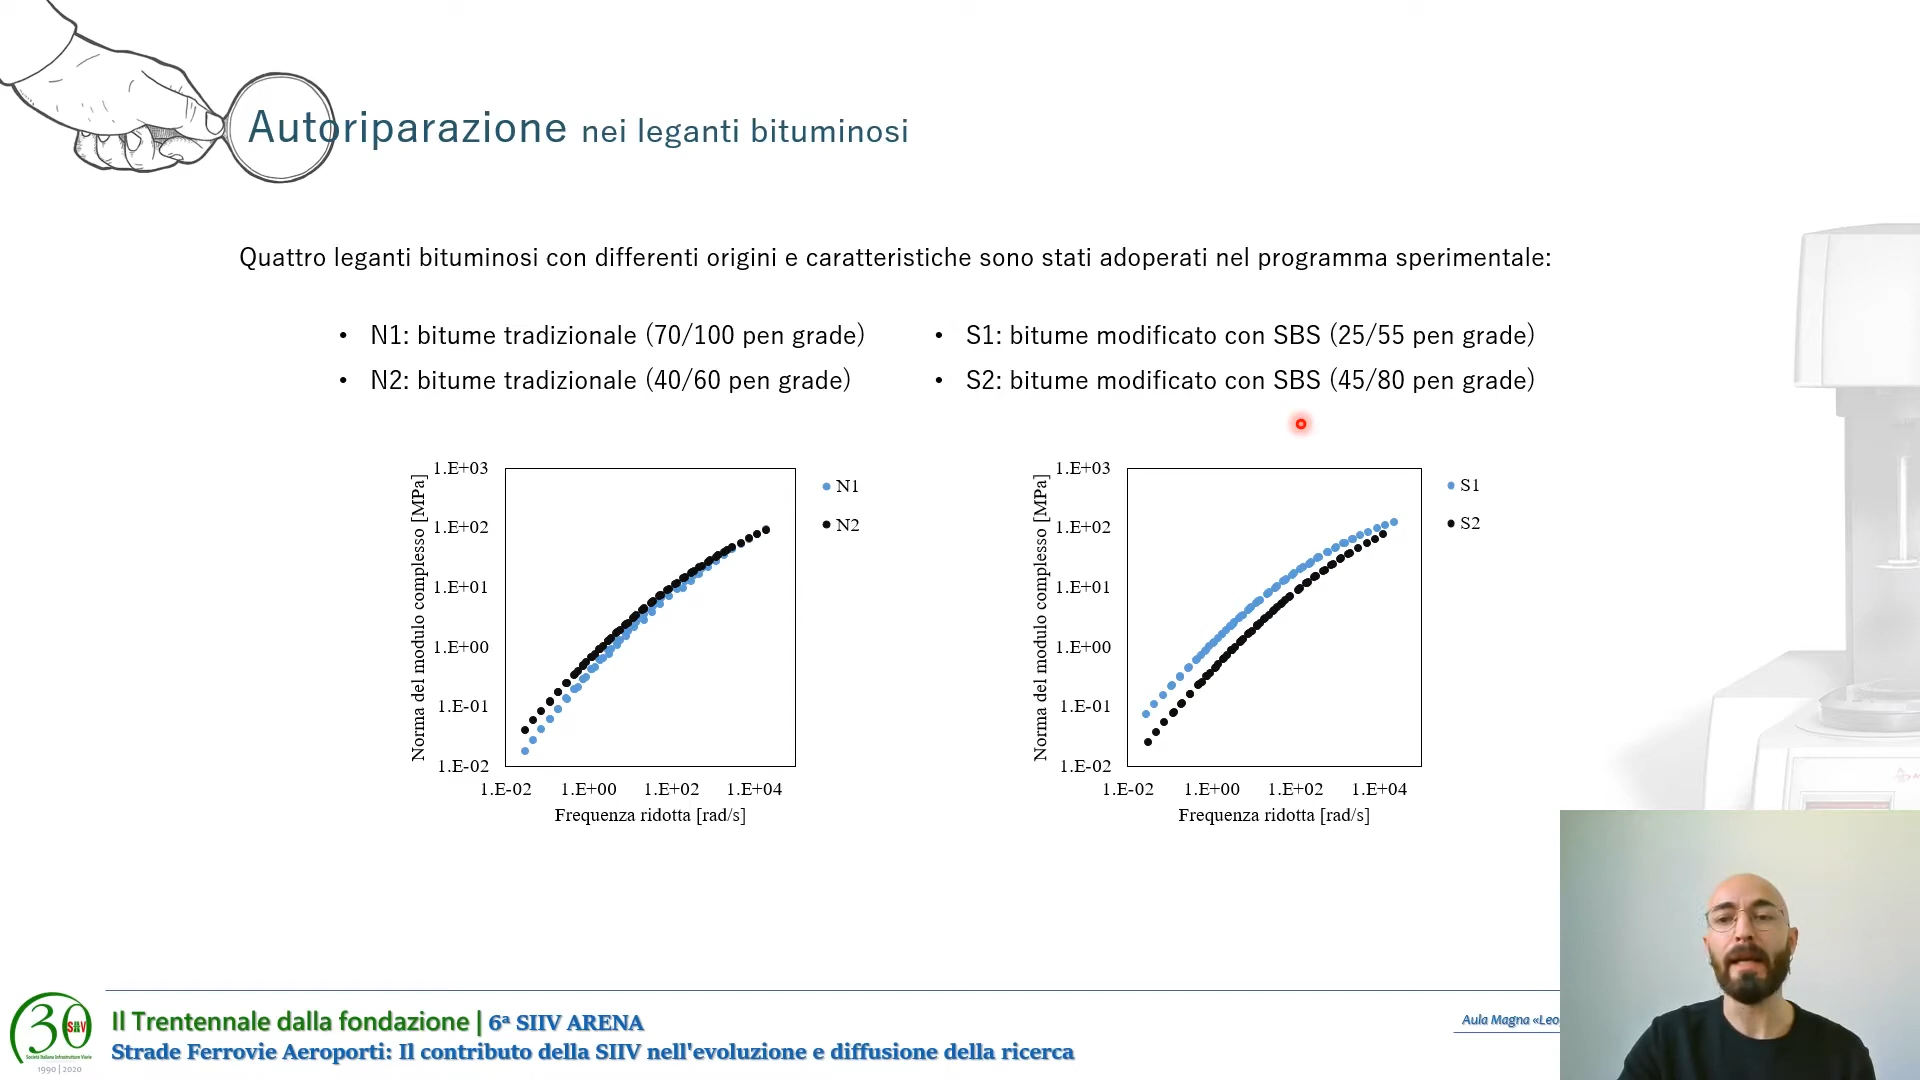 Autoriparazione nei leganti bituminosi
Quattro leganti bituminosi con differenti origini e caratteristiche sono stati adoperati nel programma sperimentale:
• N1: bitume tradizionale (70/100 pen grade)
• N2: bitume tradizionale (40/60 pen grade)
• S1: bitume modificato con SBS (25/55 pen grade)
• S2: bitume modificato con SBS (45/80 pen grade)
Norma del modulo complesso [MPa]
1.E+03
1.E+02
1.E+01
1.E+00
1.E-01
1.E-02
1.E-02 1.E+00 1.E+02 1.E+04
Frequenza ridotta [rad/s]
N1
N2
Norma del modulo complesso [MPa]
1.E+03
1.E+02
1.E+01
1.E+00
1.E-01
1.E-02
1.E-02 1.E+00 1.E+02 1.E+04
Frequenza ridotta [rad/s]
S1
S2
30 SIIV
Società Italiana Infrastrutture Viarie
1990 | 2020
Il Trentennale dalla fondazione | 6ª SIIV ARENA
Strade Ferrovie Aeroporti: Il contributo della SIIV nell'evoluzione e diffusione della ricerca
Aula Magna «Leo